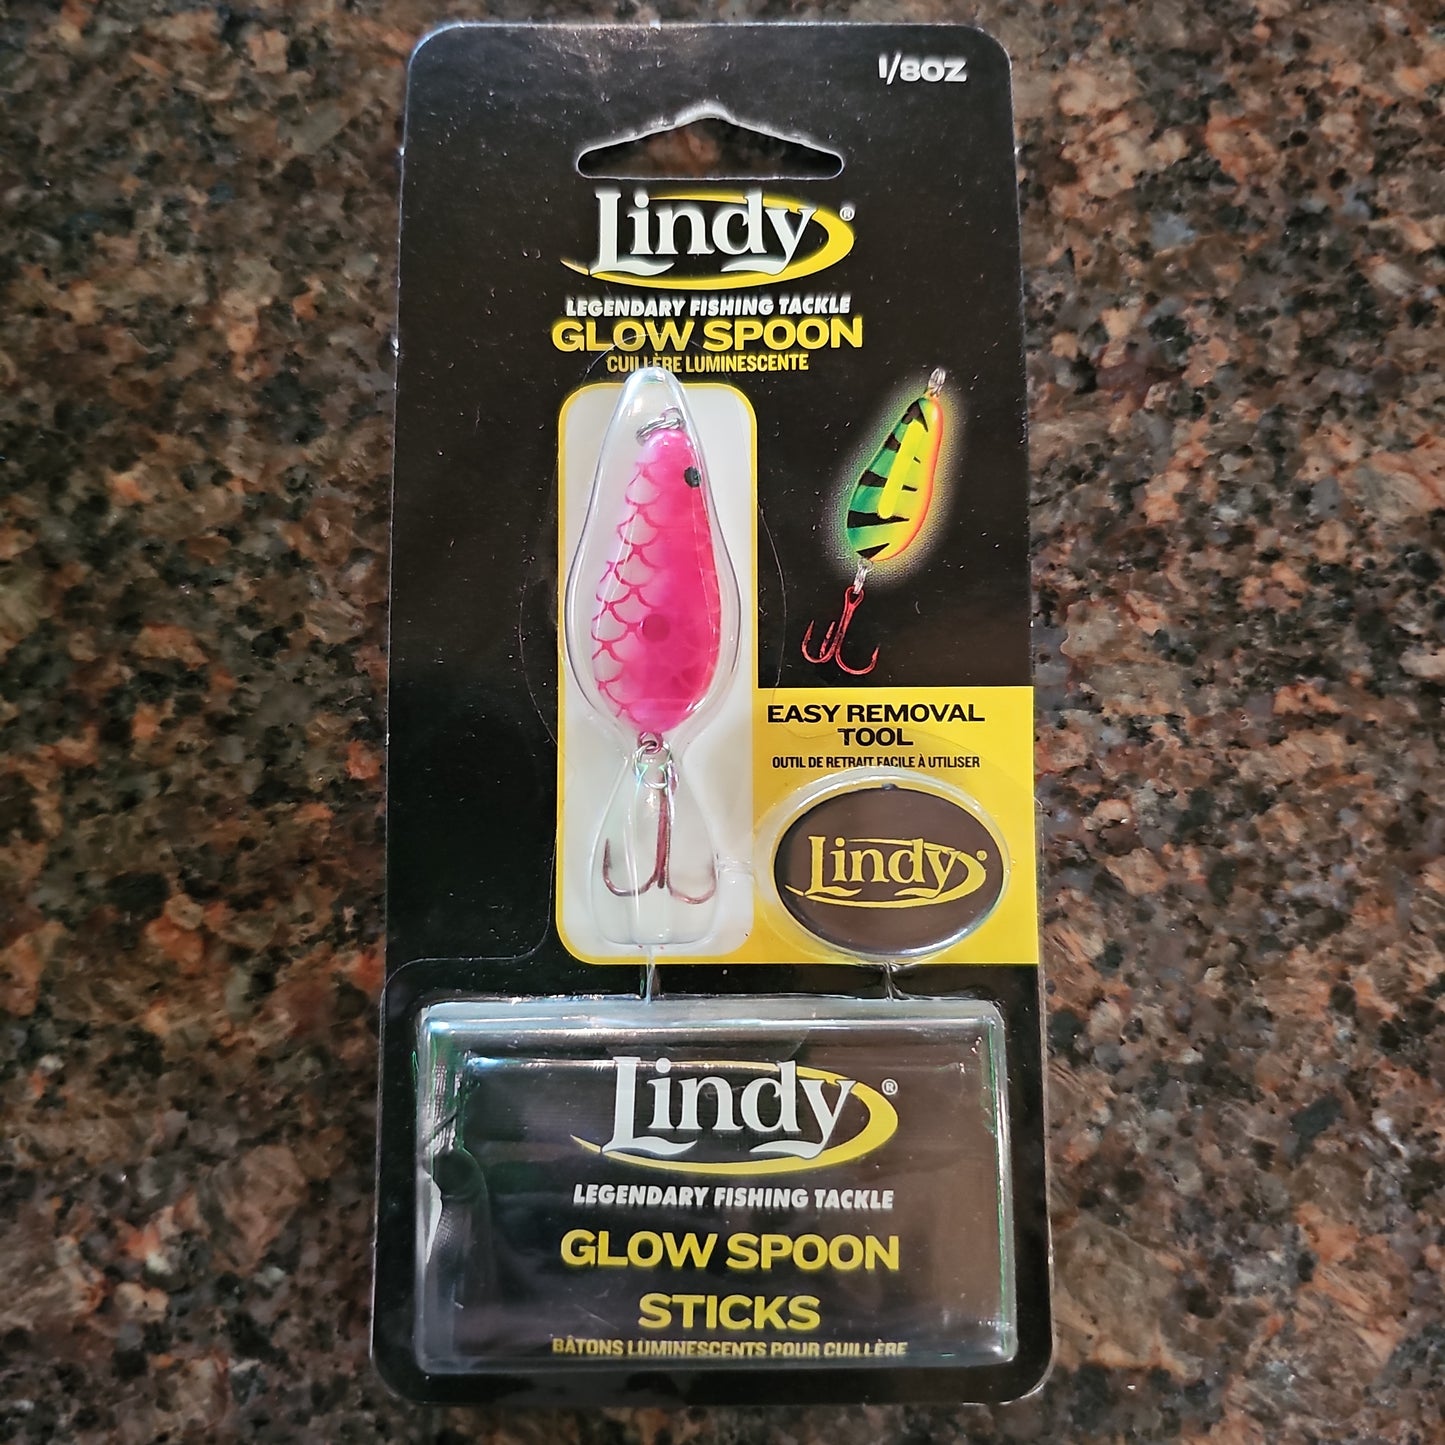 1/8OZ
Lindy®
LEGENDARY FISHING TACKLE
GLOW SPOON
CUILLÈRE LUMINESCENTE
EASY REMOVAL
TOOL
OUTIL DE RETRAIT FACILE À UTILISER
Lindy®
Lindy®
LEGENDARY FISHING TACKLE
GLOW SPOON
STICKS
BÂTONS LUMINESCENTS POUR CUILLÈRE